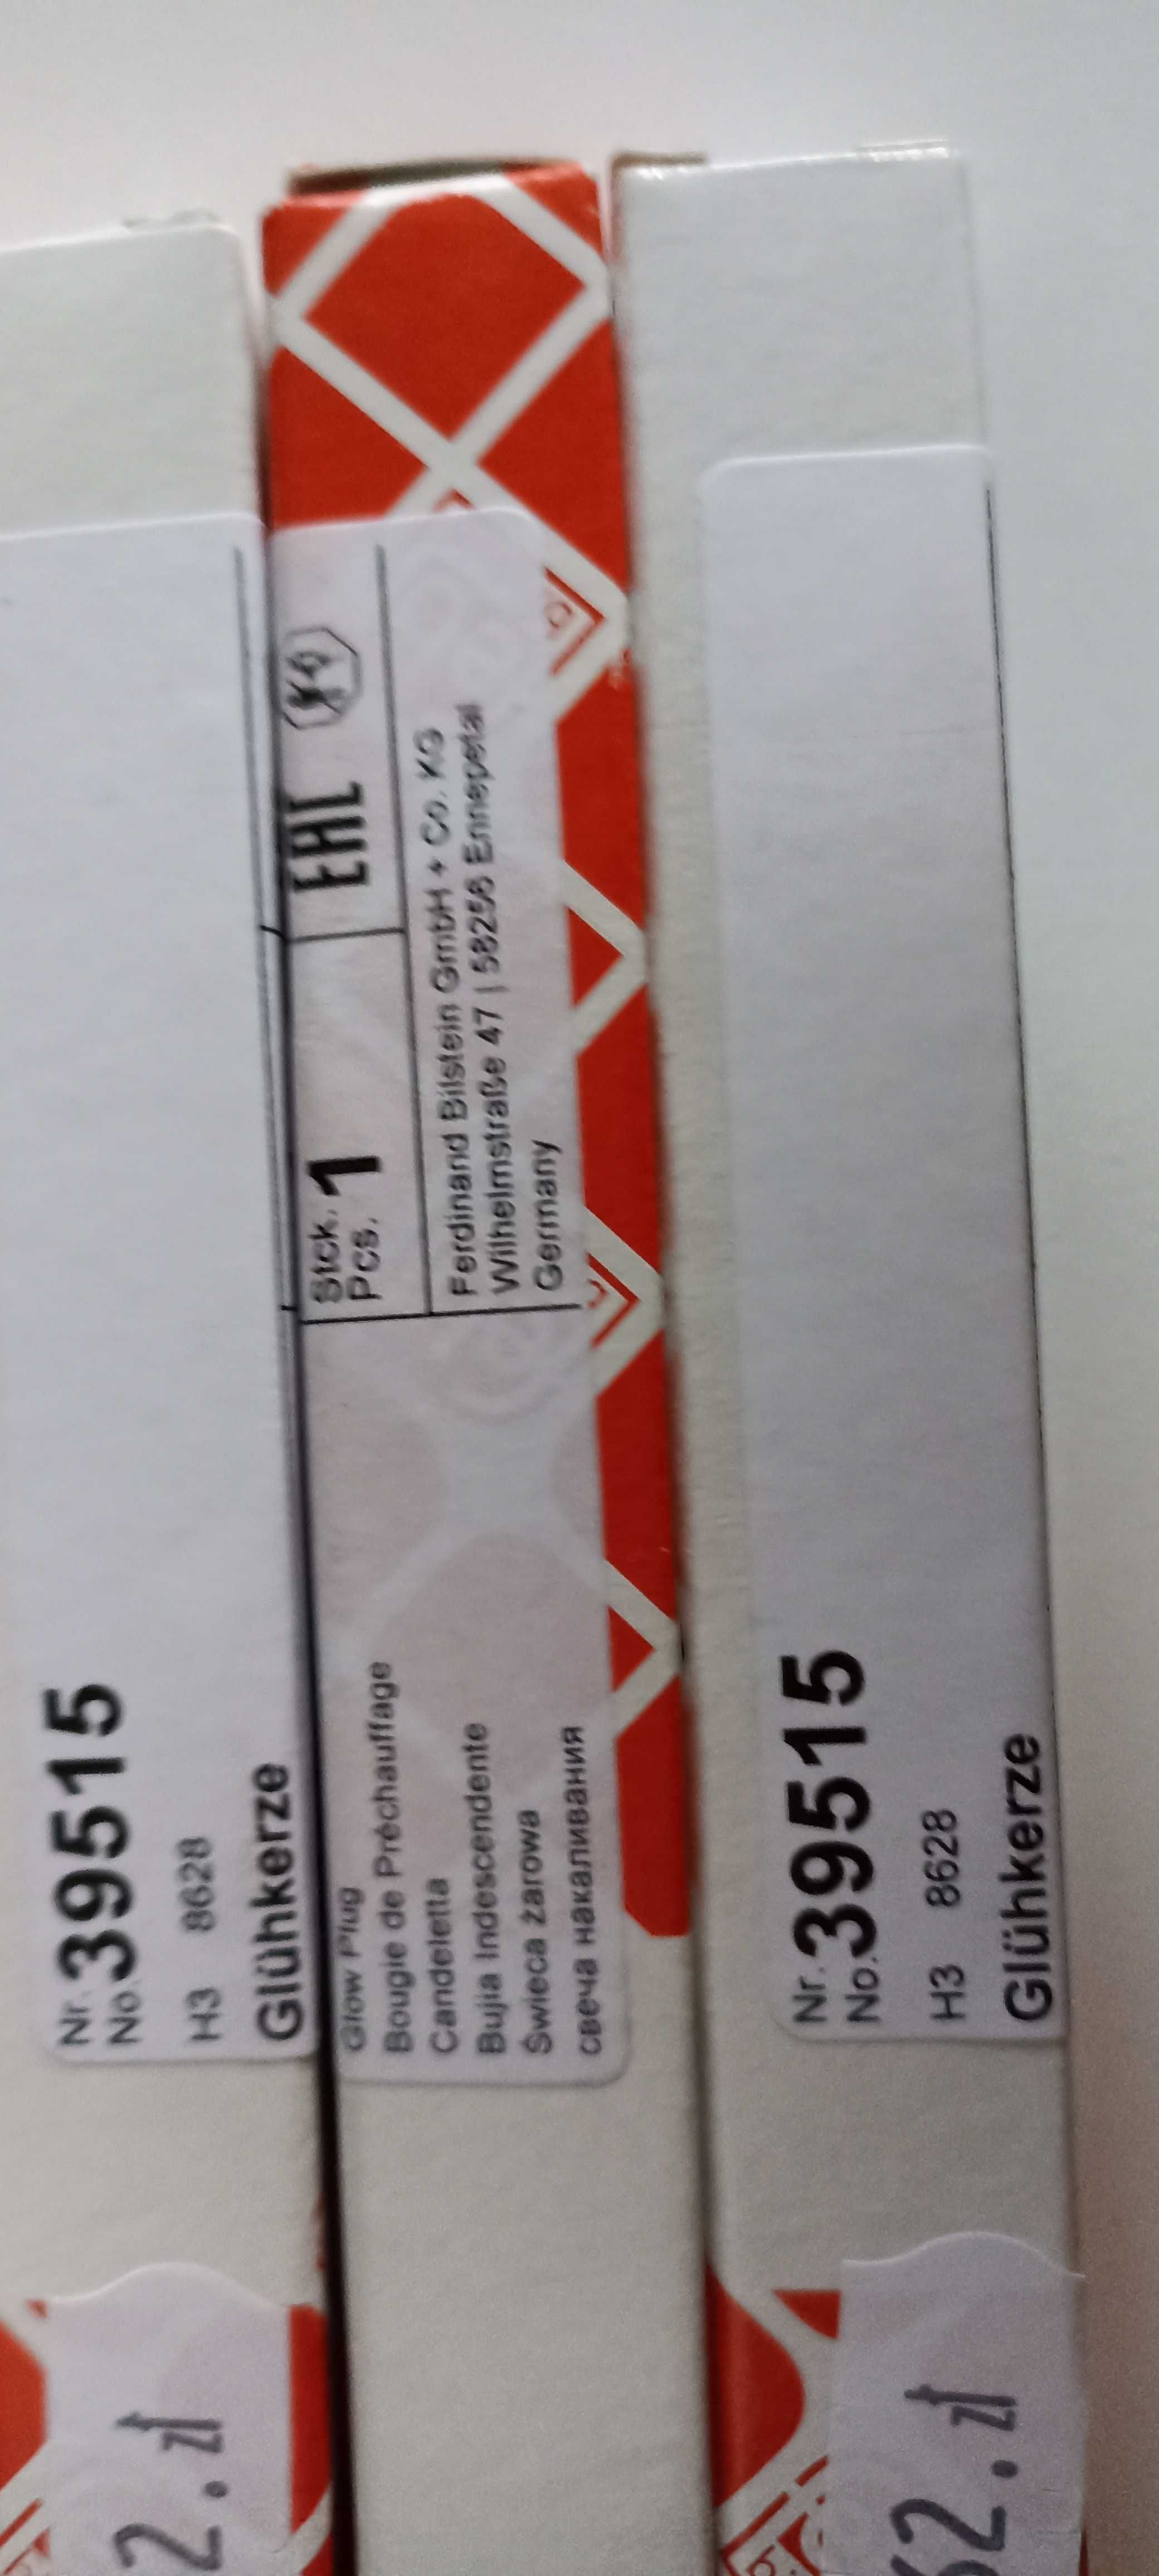 Nr.
No. 39515
H3 8628
Glühkerze
2.zł
Glow Plug
Bougie de Préchauffage
Candeletta
Bujia Indescendente
Świeca żarowa
свеча накаливания
Stck.
Pcs. 1
EAC
Ferdinand Bilstein GmbH + Co. KG
Wilhelmstraße 47 | 58256 Ennepetal
Germany
Nr.
No. 39515
H3 8628
Glühkerze
62.zł